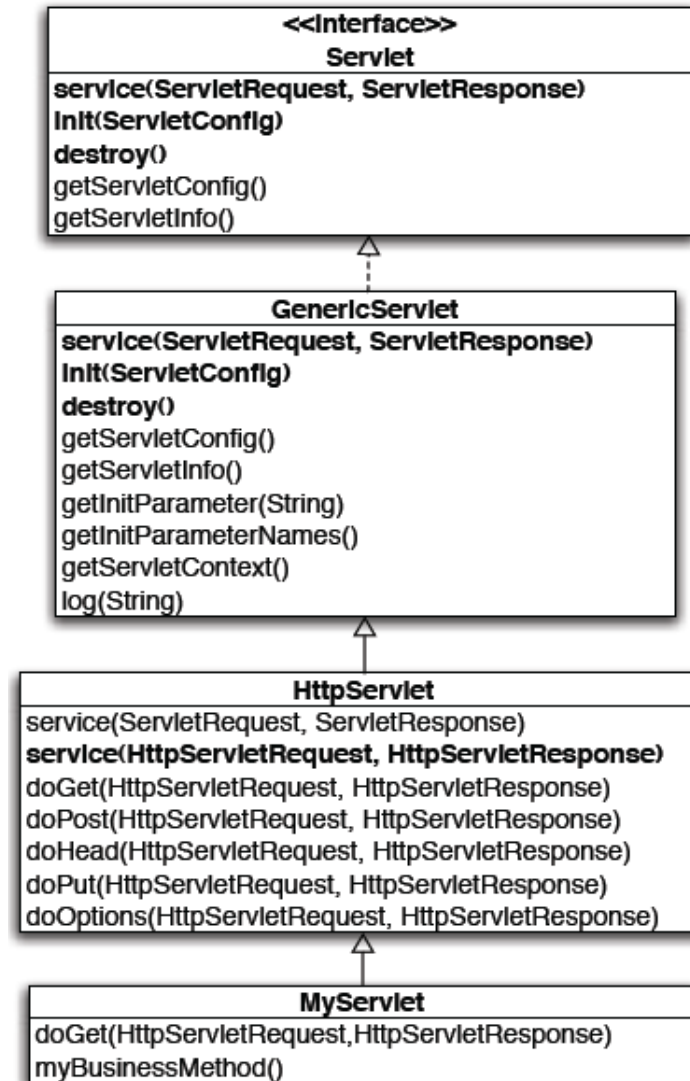 <<Interface>>
Servlet
service(ServletRequest, ServletResponse)
init(ServletConfig)
destroy()
getServletConfig()
getServletInfo()
GenericServlet
service(ServletRequest, ServletResponse)
init(ServletConfig)
destroy()
getServletConfig()
getServletInfo()
getInitParameter(String)
getInitParameterNames()
getServletContext()
log(String)
HttpServlet
service(ServletRequest, ServletResponse)
service(HttpServletRequest, HttpServletResponse)
doGet(HttpServletRequest, HttpServletResponse)
doPost(HttpServletRequest, HttpServletResponse)
doHead(HttpServletRequest, HttpServletResponse)
doPut(HttpServletRequest, HttpServletResponse)
doOptions(HttpServletRequest, HttpServletResponse)
MyServlet
doGet(HttpServletRequest,HttpServletResponse)
myBusinessMethod()